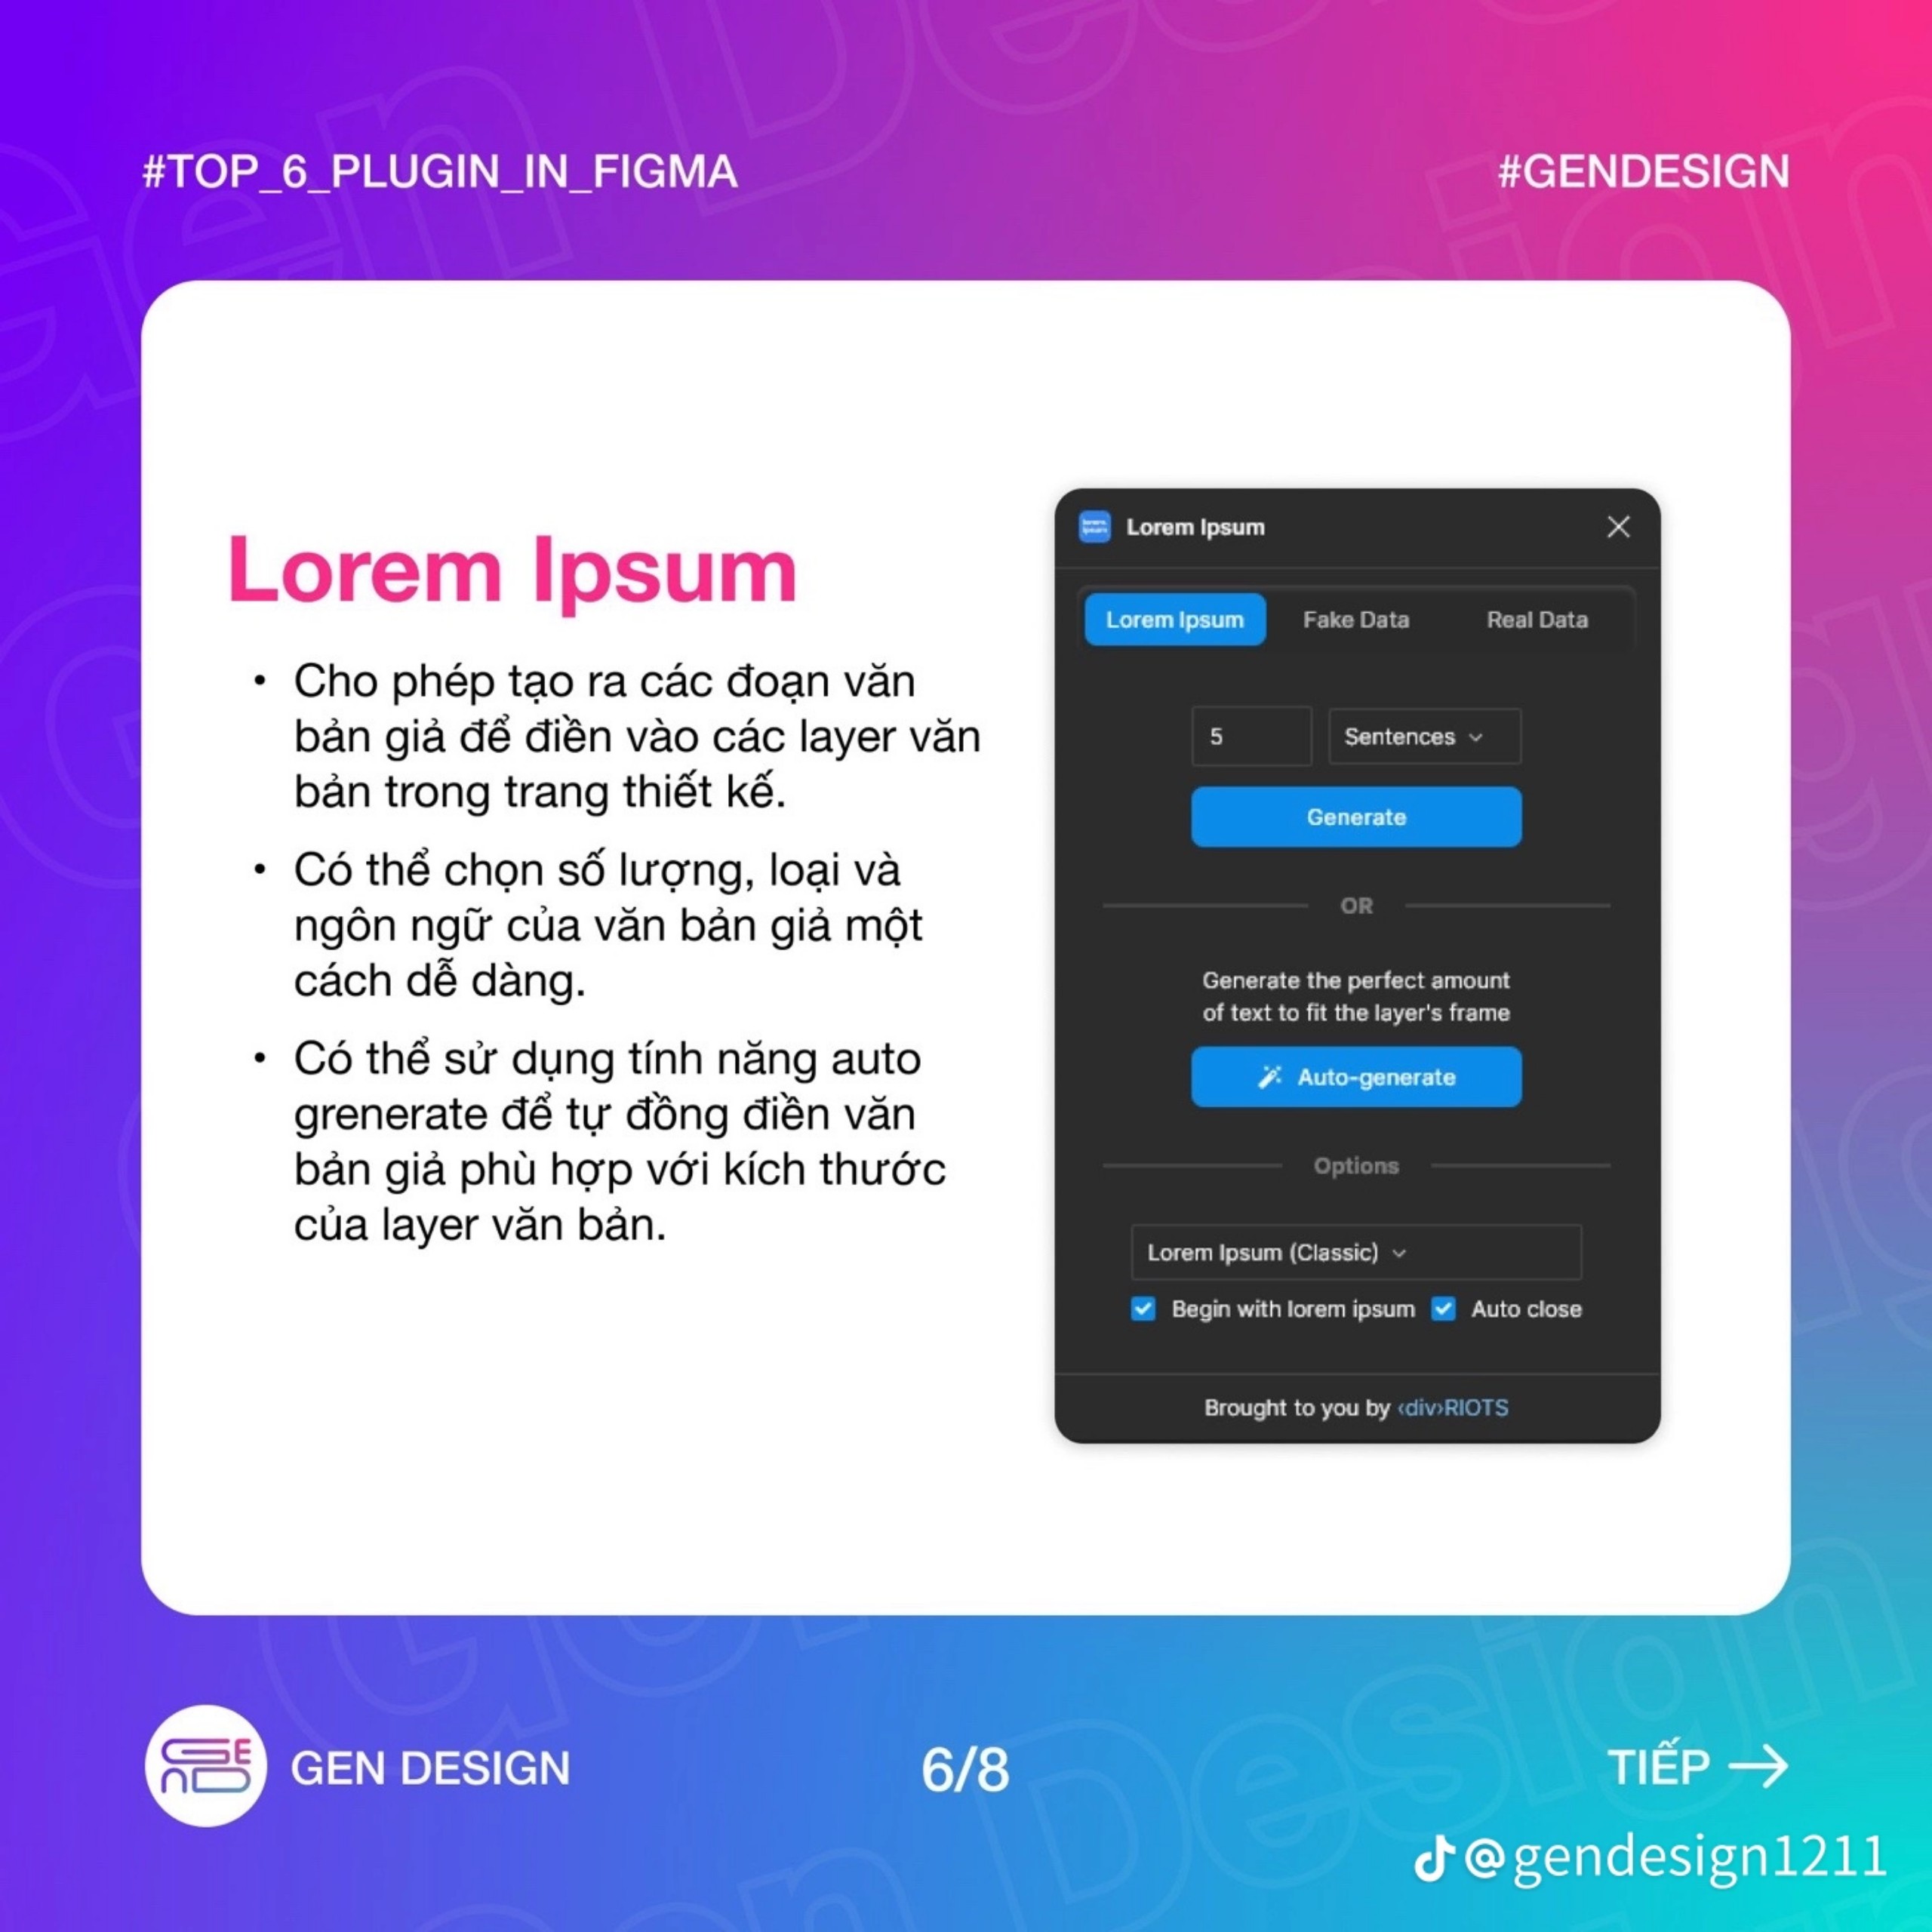 #TOP_6_PLUGIN_IN_FIGMA
#GENDESIGN
Lorem Ipsum
• Cho phép tạo ra các đoạn văn
bản giả để điền vào các layer văn
bản trong trang thiết kế.
• Có thể chọn số lượng, loại và
ngôn ngữ của văn bản giả một
cách dễ dàng.
• Có thể sử dụng tính năng auto
grenerate để tự đồng điền văn
bản giả phù hợp với kích thước
của layer văn bản.
Lorem Ipsum
Lorem Ipsum Fake Data Real Data
5 Sentences
Generate
OR
Generate the perfect amount
of text to fit the layer's frame
Auto-generate
Options
Lorem Ipsum (Classic)
Begin with lorem ipsum Auto close
Brought to you by ‹div›RIOTS
GEN DESIGN
6/8
TIẾP →
@gendesign1211